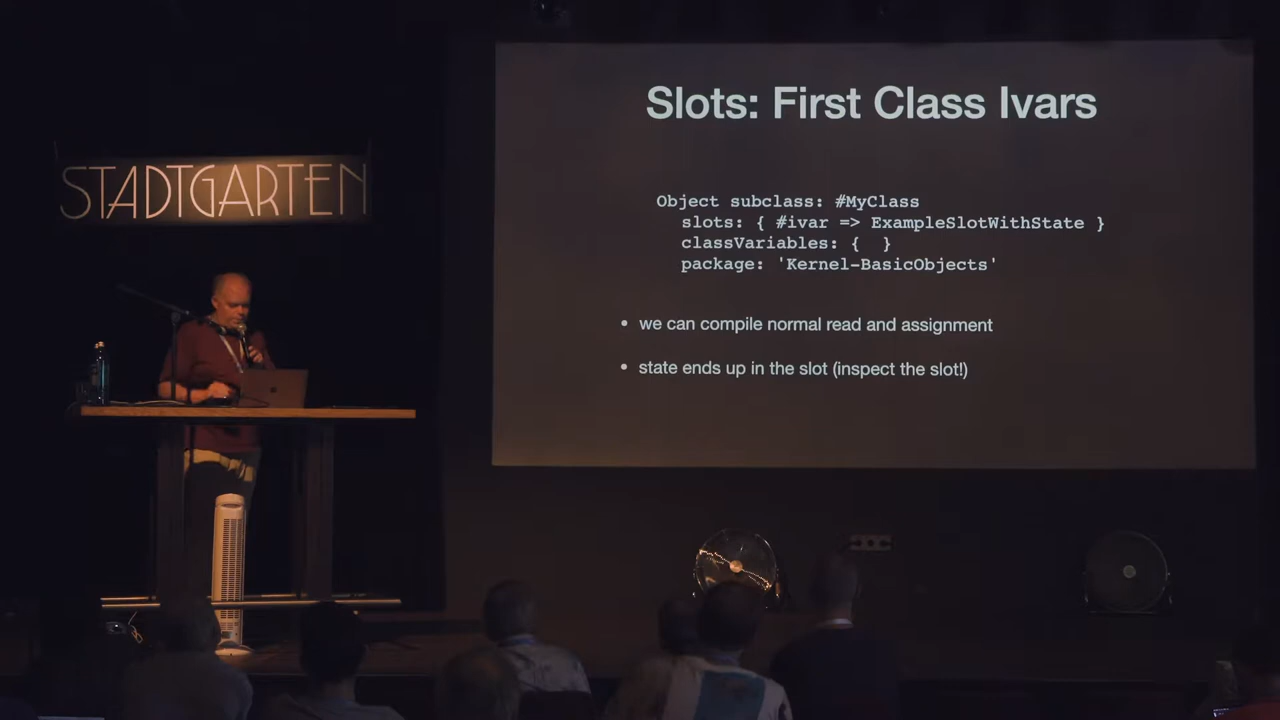 STADTGARTEN
Slots: First Class Ivars
Object subclass: #MyClass
slots: { #ivar => ExampleSlotWithState }
classVariables: {  }
package: 'Kernel-BasicObjects'
• we can compile normal read and assignment
• state ends up in the slot (inspect the slot!)